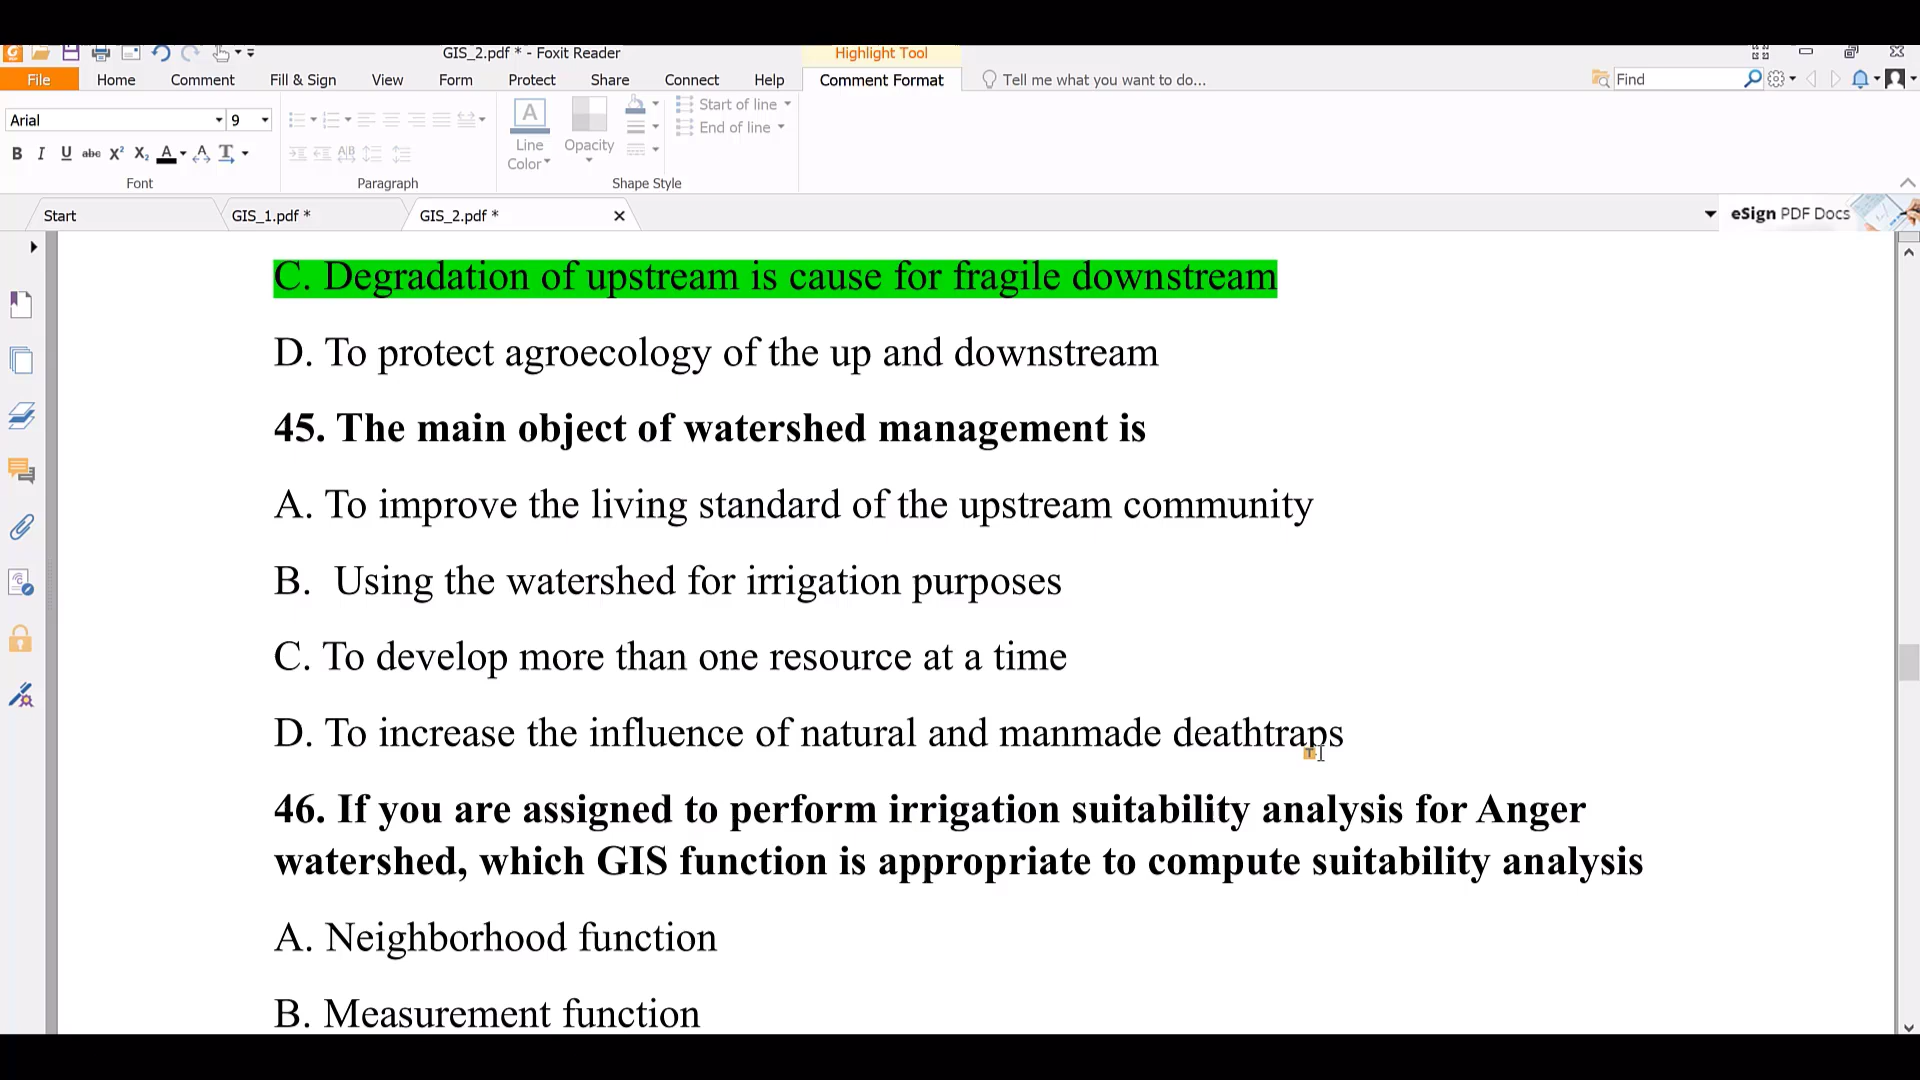 GIS_2.pdf * - Foxit Reader
Highlight Tool
File
Home
Comment
Fill & Sign
View
Form
Protect
Share
Connect
Help
Comment Format
Tell me what you want to do...
Find
Arial
9
Start of line
End of line
B I U abc X² X₂ A A T
Line Color
Opacity
Font
Paragraph
Shape Style
Start
GIS_1.pdf *
GIS_2.pdf *
eSign PDF Docs
C. Degradation of upstream is cause for fragile downstream
D. To protect agroecology of the up and downstream
45. The main object of watershed management is
A. To improve the living standard of the upstream community
B. Using the watershed for irrigation purposes
C. To develop more than one resource at a time
D. To increase the influence of natural and manmade deathtraps
46. If you are assigned to perform irrigation suitability analysis for Anger
watershed, which GIS function is appropriate to compute suitability analysis
A. Neighborhood function
B. Measurement function